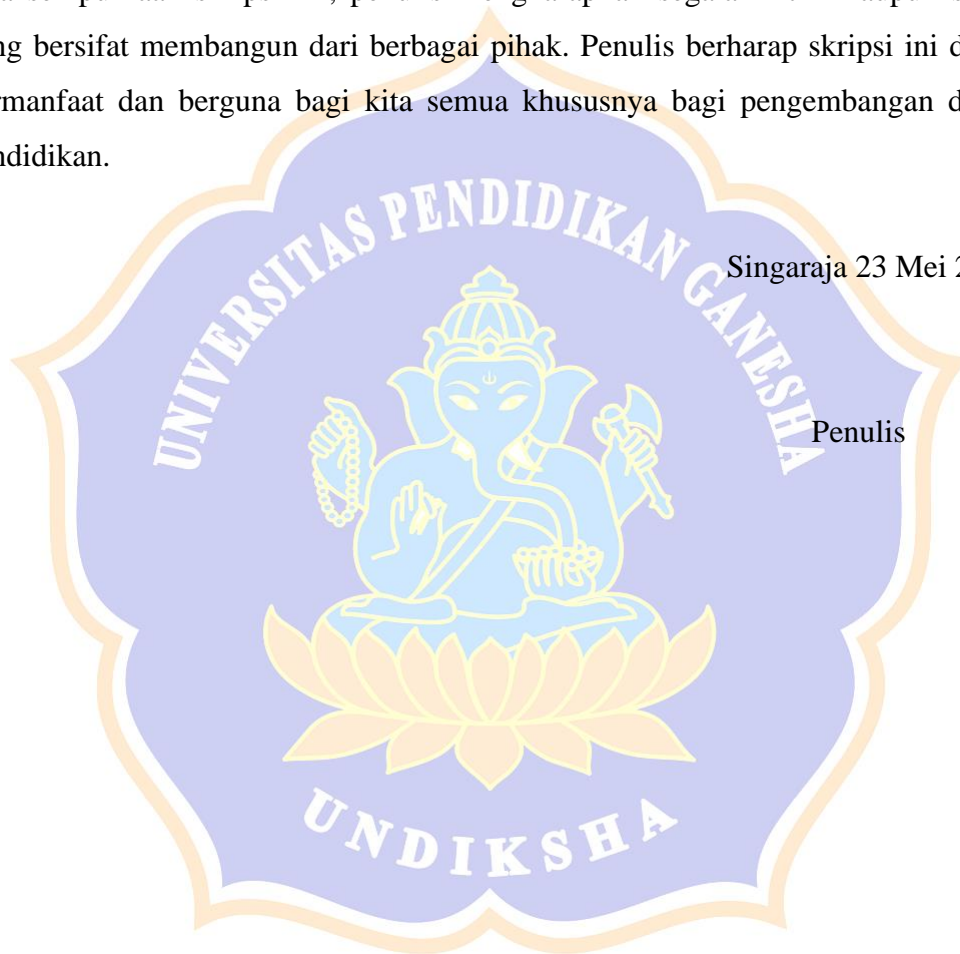 ng bersifat membangun dari berbagai pihak. Penulis berharap skripsi ini d
rmanfaat dan berguna bagi kita semua khususnya bagi pengembangan d
ndidikan.
UNIVERSITAS PENDIDIKAN GANESHA
Singaraja 23 Mei 2
Penulis
UNDIKSHA